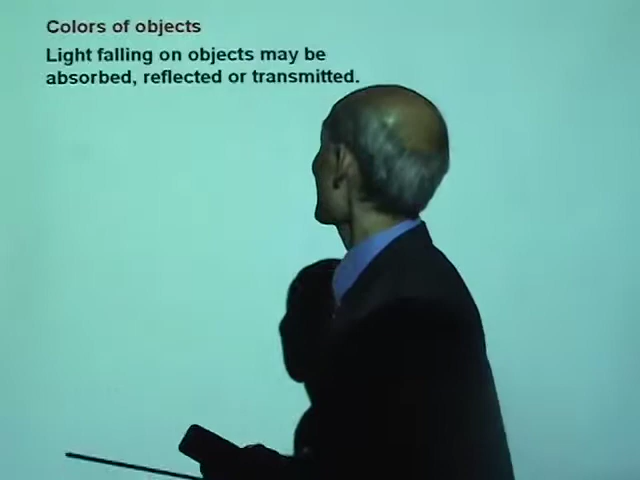 Colors of objects
Light falling on objects may be
absorbed, reflected or transmitted.